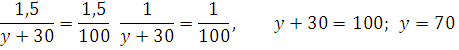 1,5/(y + 30) = 1,5/100 1/(y + 30) = 1/100, y + 30 = 100; y = 70